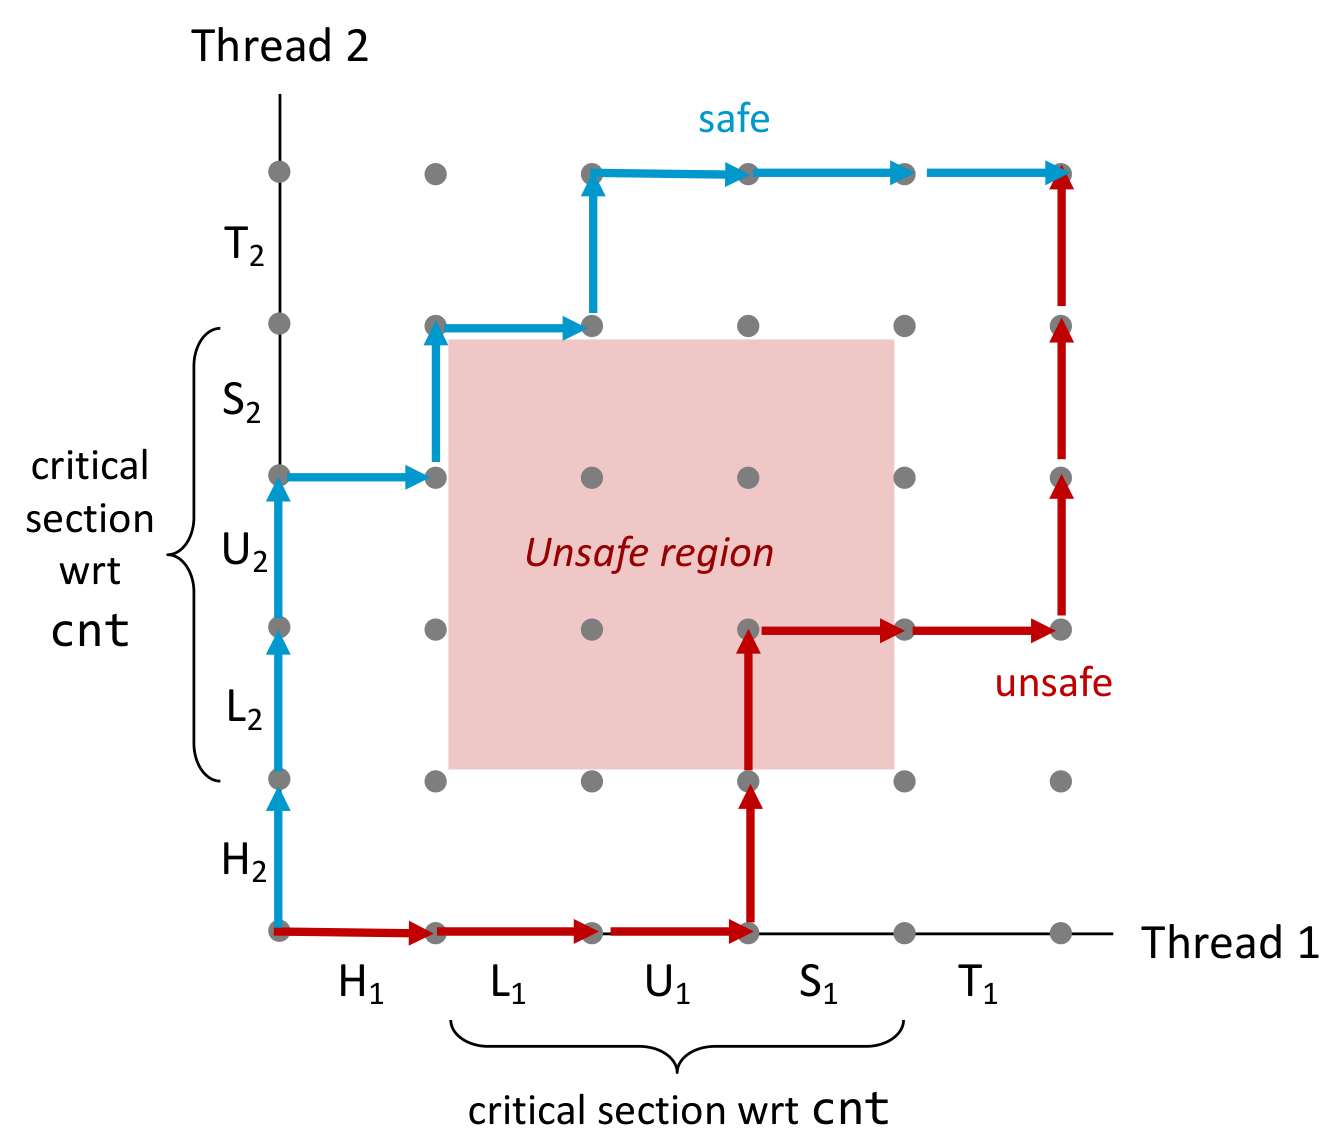 Thread 2
safe
T₂
S₂
critical
section
wrt
cnt
U₂
Unsafe region
L₂
unsafe
H₂
Thread 1
H₁ L₁ U₁ S₁ T₁
critical section wrt cnt